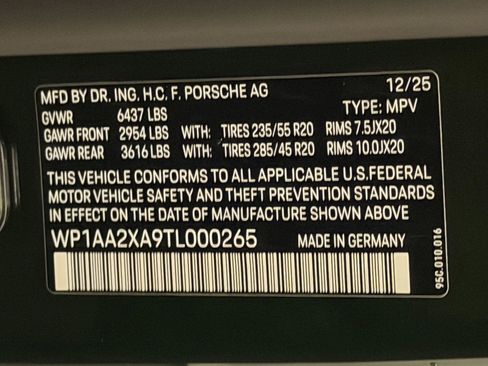 MFD BY DR. ING. H.C. F. PORSCHE AG 12/25
GVWR 6437 LBS TYPE: MPV
GAWR FRONT 2954 LBS WITH: TIRES 235/55 R20 RIMS 7.5JX20
GAWR REAR 3616 LBS WITH: TIRES 285/45 R20 RIMS 10.0JX20
THIS VEHICLE CONFORMS TO ALL APPLICABLE U.S.FEDERAL
MOTOR VEHICLE SAFETY AND THEFT PREVENTION STANDARDS
IN EFFECT ON THE DATE OF MANUFACTURE SHOWN ABOVE
WP1AA2XA9TL000265 MADE IN GERMANY
95C.010.016